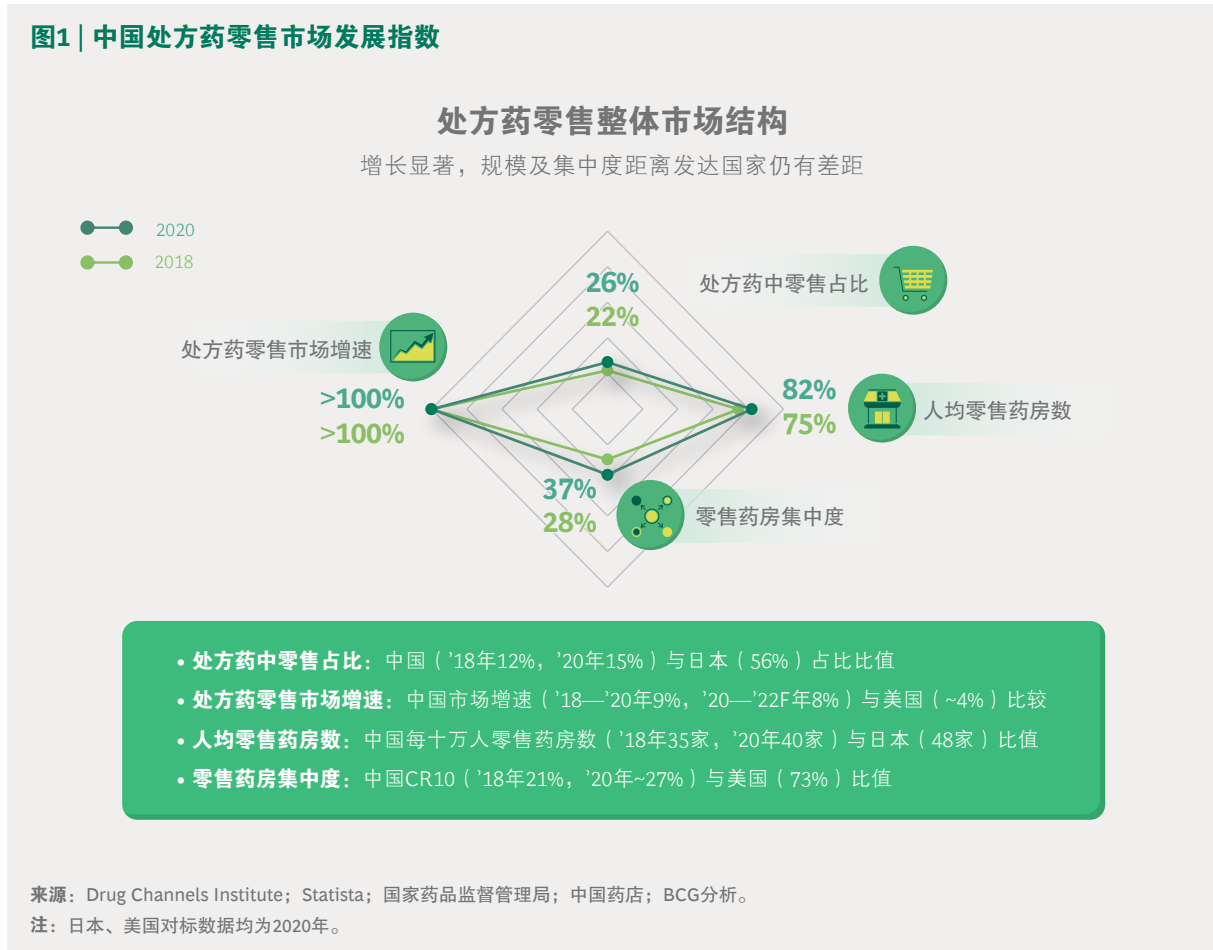 图1 | 中国处方药零售市场发展指数
处方药零售整体市场结构
增长显著，规模及集中度距离发达国家仍有差距
2020
2018
26%
22%
处方药中零售占比
处方药零售市场增速
>100%
>100%
82%
75%
人均零售药房数
37%
28%
零售药房集中度
• 处方药中零售占比：中国（’18年12%，’20年15%）与日本（56%）占比比值
• 处方药零售市场增速：中国市场增速（’18—’20年9%，’20—’22F年8%）与美国（~4%）比较
• 人均零售药房数：中国每十万人零售药房数（’18年35家，’20年40家）与日本（48家）比值
• 零售药房集中度：中国CR10（’18年21%，’20年~27%）与美国（73%）比值
来源：Drug Channels Institute；Statista；国家药品监督管理局；中国药店；BCG分析。
注：日本、美国对标数据均为2020年。